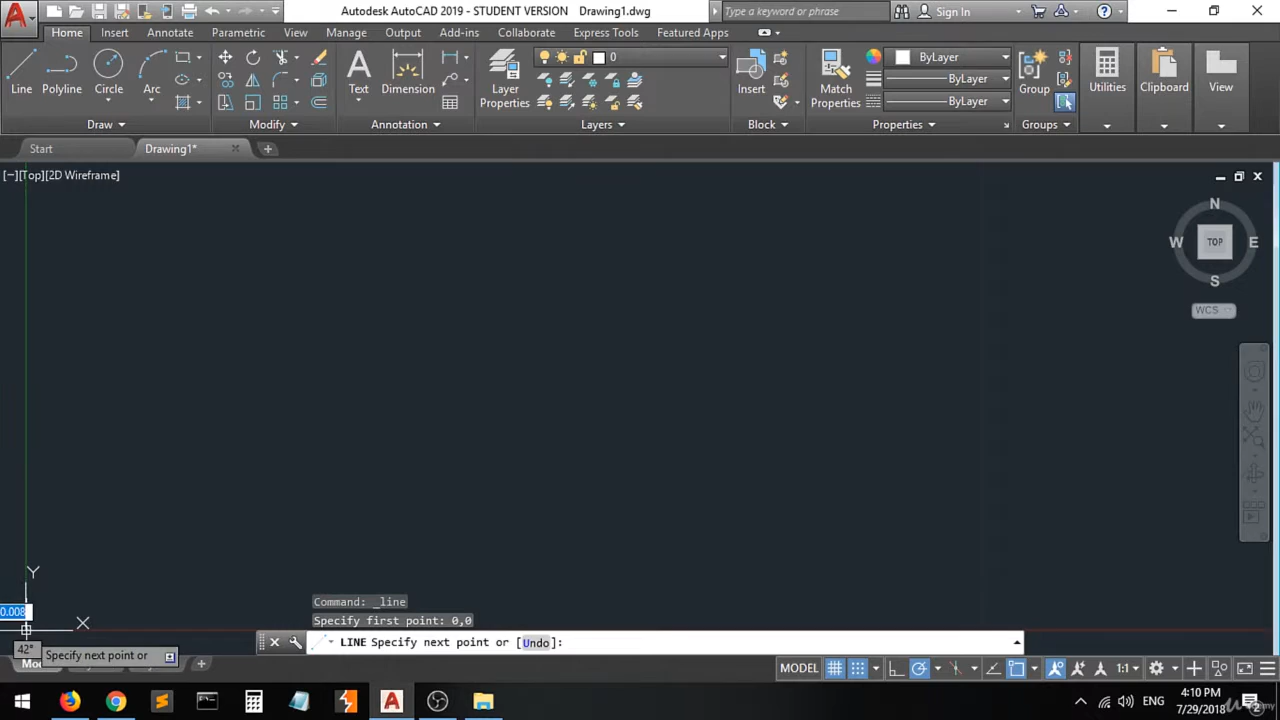 Autodesk AutoCAD 2019 - STUDENT VERSION Drawing1.dwg
Type a keyword or phrase
Sign In
Home Insert Annotate Parametric View Manage Output Add-ins Collaborate Express Tools Featured Apps
0
ByLayer
ByLayer
ByLayer
Line Polyline Circle Arc
Text Dimension
Layer Properties
Insert
Match Properties
Group
Utilities
Clipboard
View
Draw Modify Annotation Layers Block Properties Groups
Start Drawing1*
[−][Top][2D Wireframe]
N
W TOP E
S
WCS
Y
X
0.008
Command: _line
Specify first point: 0,0
LINE Specify next point or [Undo]:
42° Specify next point or
Mod
MODEL
1:1
ENG
4:10 PM
7/29/2018
2